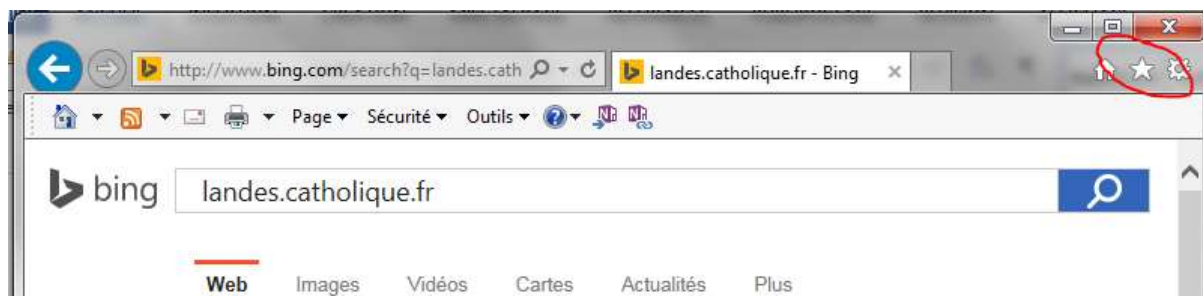 http://www.bing.com/search?q=landes.cath landes.catholique.fr - Bing
Page Sécurité Outils
bing landes.catholique.fr
Web Images Vidéos Cartes Actualités Plus